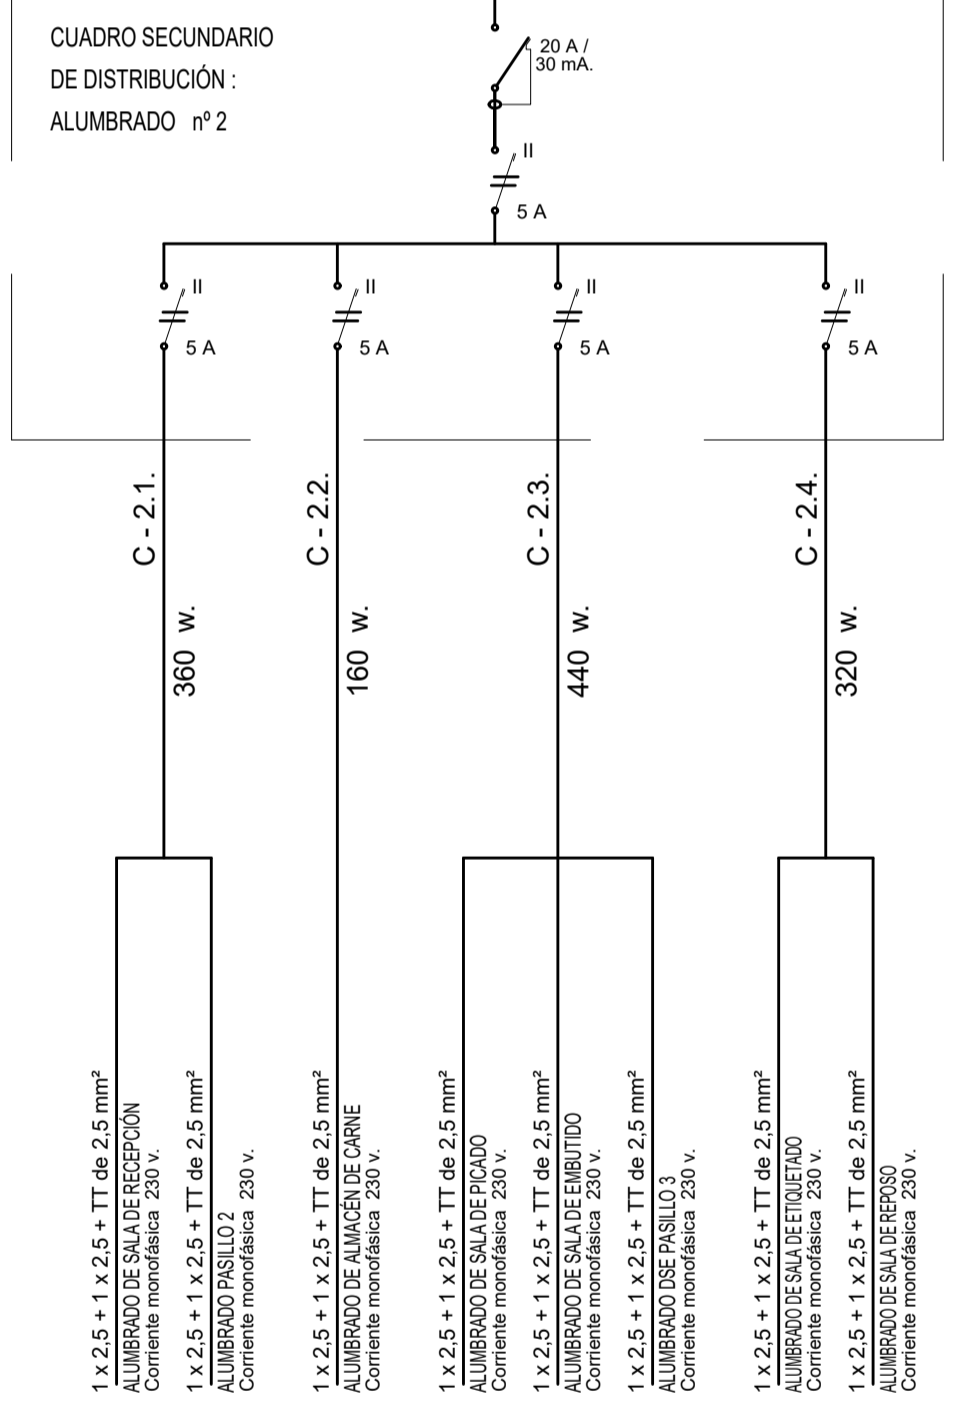 CUADRO SECUNDARIO
DE DISTRIBUCIÓN :
ALUMBRADO nº 2
20 A /
30 mA.
II
5 A
II
5 A
II
5 A
II
5 A
II
5 A
C - 2.1.
360 w.
C - 2.2.
160 w.
C - 2.3.
440 w.
C - 2.4.
320 w.
1 x 2,5 + 1 x 2,5 + TT de 2,5 mm²
ALUMBRADO DE SALA DE RECEPCIÓN
Corriente monofásica 230 v.
1 x 2,5 + 1 x 2,5 + TT de 2,5 mm²
ALUMBRADO PASILLO 2
Corriente monofásica 230 v.
1 x 2,5 + 1 x 2,5 + TT de 2,5 mm²
ALUMBRADO DE ALMACÉN DE CARNE
Corriente monofásica 230 v.
1 x 2,5 + 1 x 2,5 + TT de 2,5 mm²
ALUMBRADO DE SALA DE PICADO
Corriente monofásica 230 v.
1 x 2,5 + 1 x 2,5 + TT de 2,5 mm²
ALUMBRADO DE SALA DE EMBUTIDO
Corriente monofásica 230 v.
1 x 2,5 + 1 x 2,5 + TT de 2,5 mm²
ALUMBRADO DSE PASILLO 3
Corriente monofásica 230 v.
1 x 2,5 + 1 x 2,5 + TT de 2,5 mm²
ALUMBRADO DE SALA DE ETIQUETADO
Corriente monofásica 230 v.
1 x 2,5 + 1 x 2,5 + TT de 2,5 mm²
ALUMBRADO DE SALA DE REPOSO
Corriente monofásica 230 v.